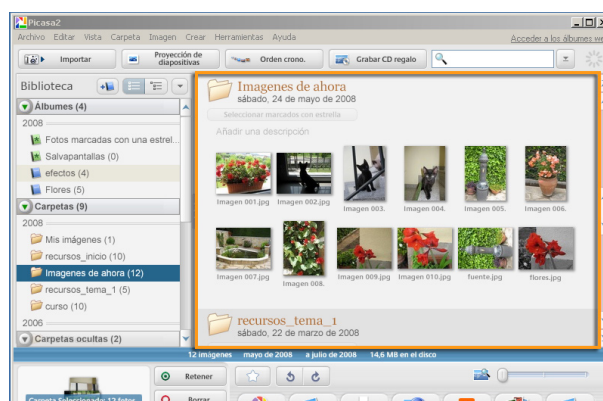 Picasa2
Archivo Editar Vista Carpeta Imagen Crear Herramientas Ayuda
Acceder a los álbumes we
Importar
Proyección de diapositivas
Orden crono.
Grabar CD regalo
Biblioteca
Álbumes (4)
2008
Fotos marcadas con una estrel...
Salvapantallas (0)
efectos (4)
Flores (5)
Carpetas (9)
2008
Mis imágenes (1)
recursos_inicio (10)
Imagenes de ahora (12)
recursos_tema_1 (5)
curso (10)
2006
Carpetas ocultas (2)
Imagenes de ahora
sábado, 24 de mayo de 2008
Seleccionar marcados con estrella
Añadir una descripción
Imagen 001.jpg Imagen 002.jpg Imagen 003. Imagen 004. Imagen 005. Imagen 006.
Imagen 007.jpg Imagen 008. Imagen 009.jpg Imagen 010.jpg fuente.jpg flores.jpg
recursos_tema_1
sábado, 22 de marzo de 2008
12 imágenes mayo de 2008 a julio de 2008 14,6 MB en el disco
Carpeta Seleccionado: 12 fotos
Retener
Borrar